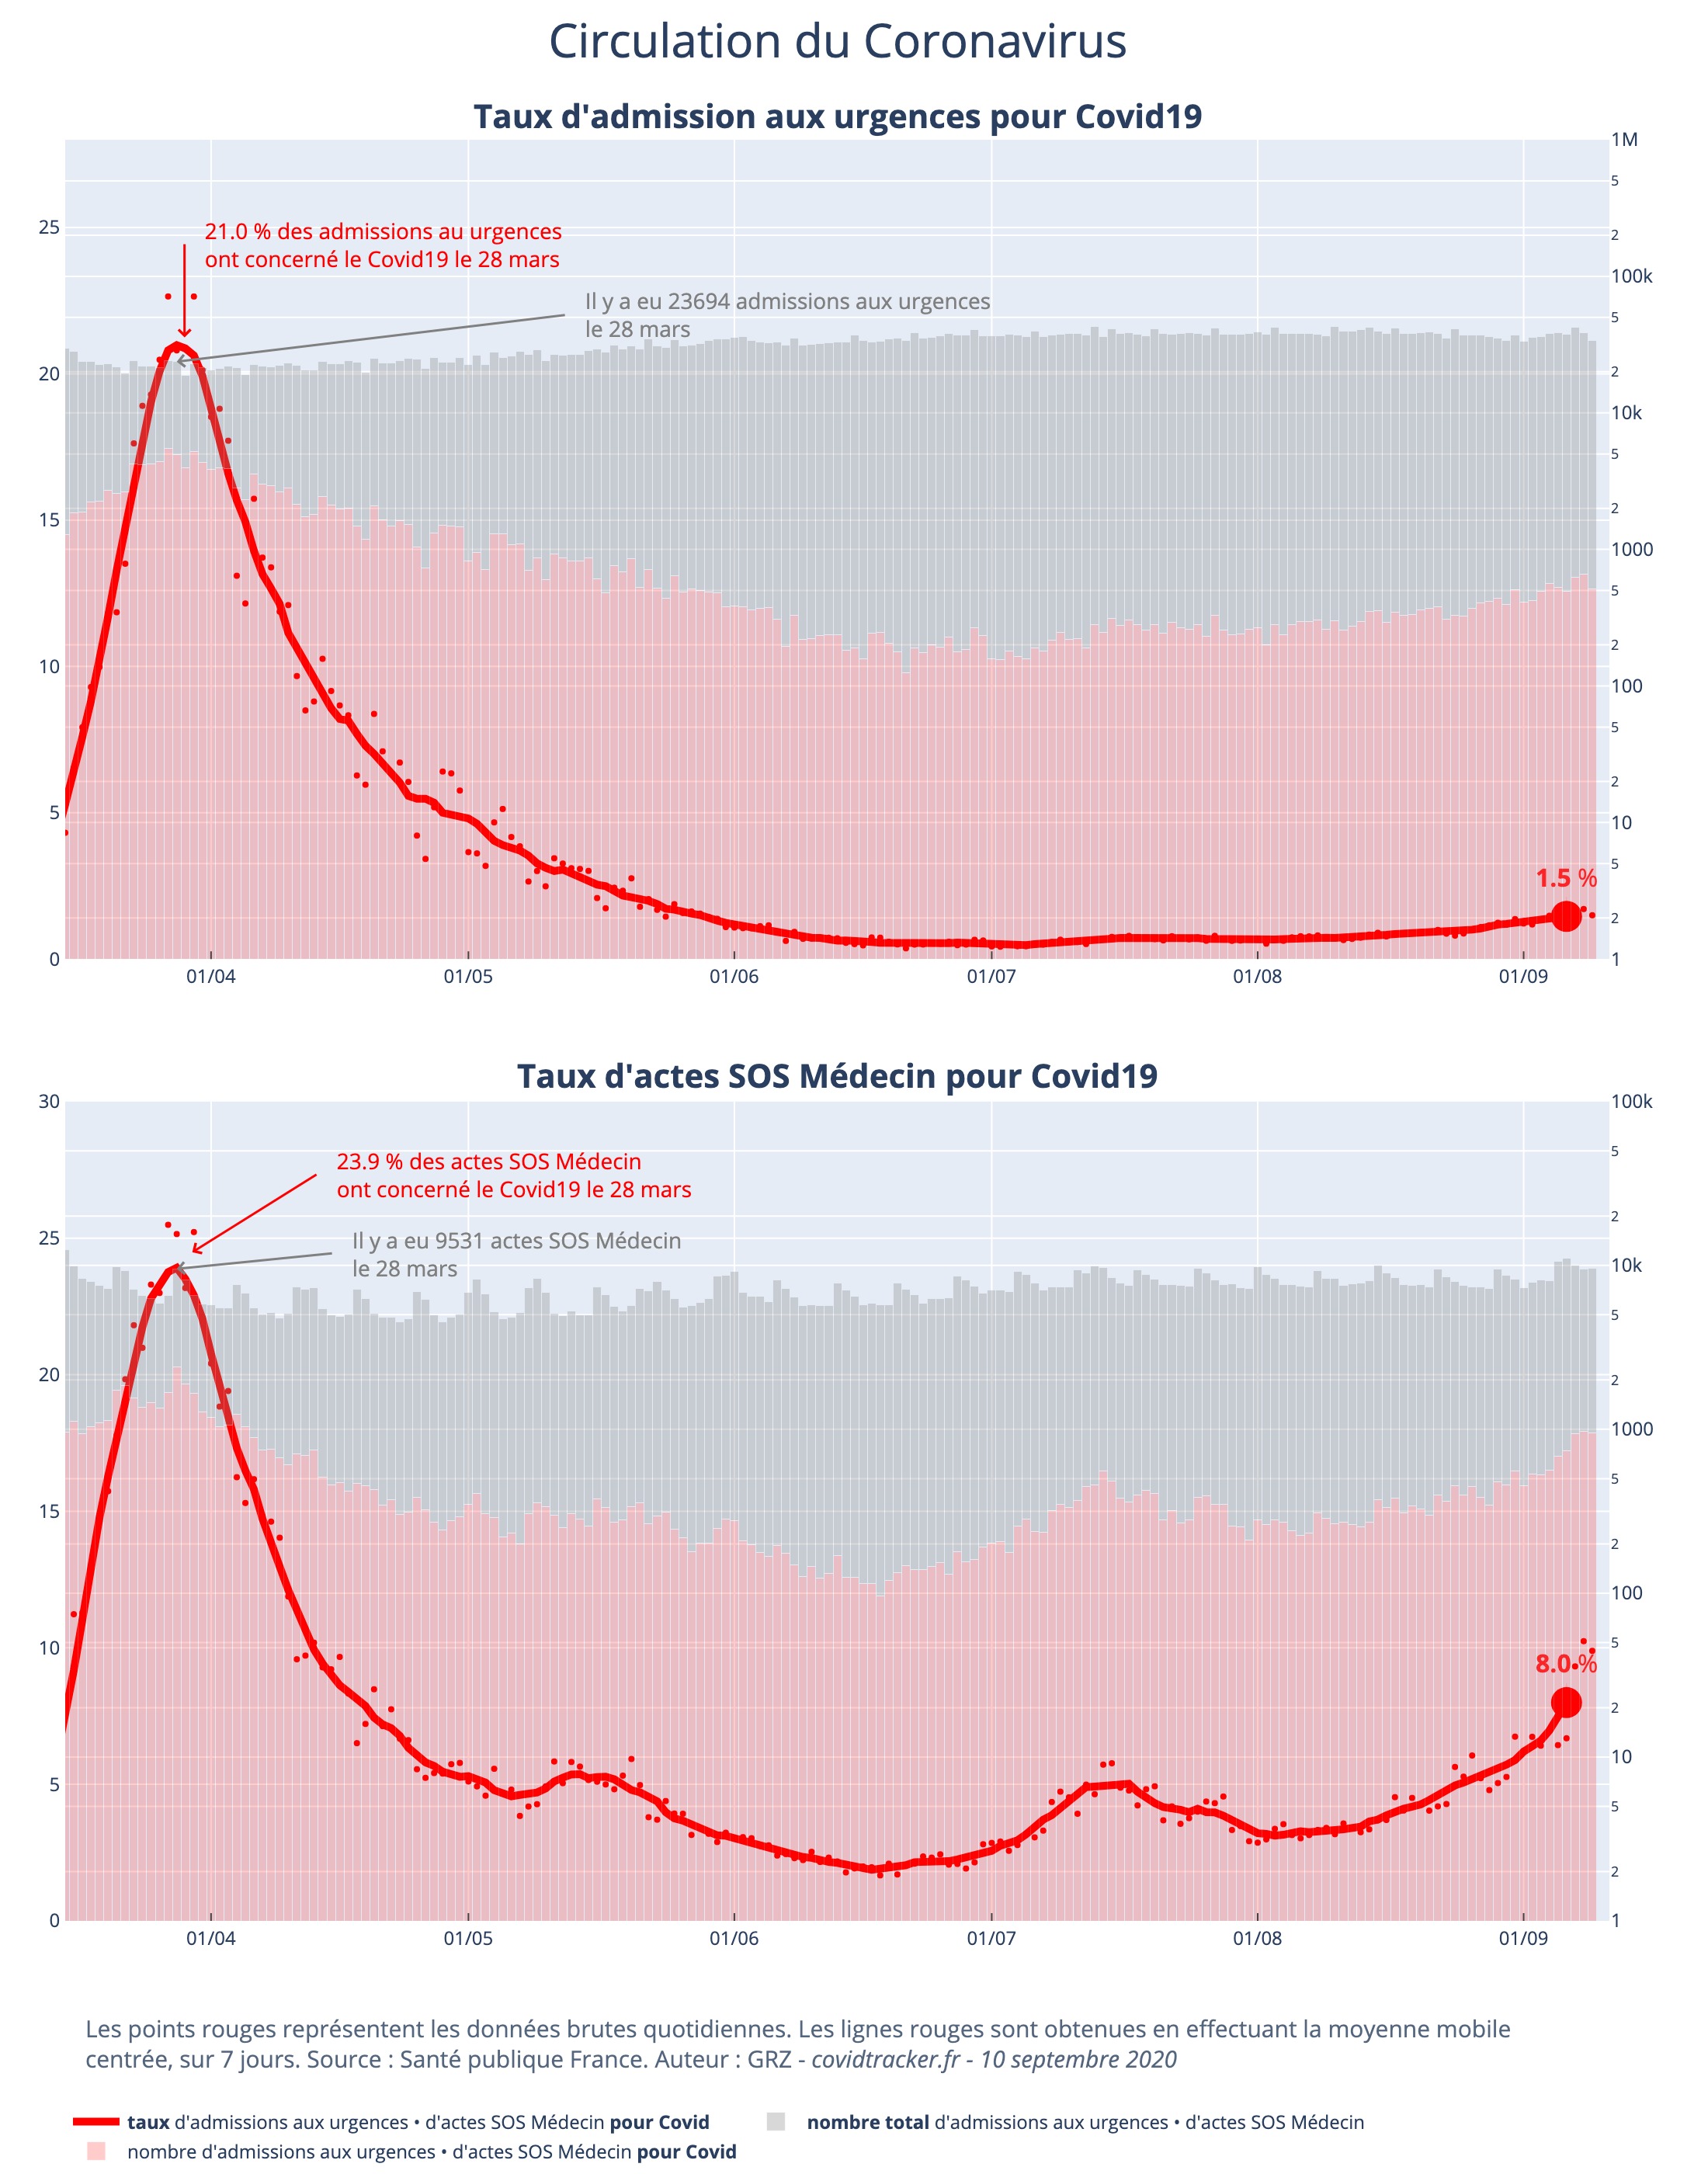 Circulation du Coronavirus
Taux d'admission aux urgences pour Covid19
1M
5
25
2
21.0 % des admissions au urgences
ont concerné le Covid19 le 28 mars
100k
Il y a eu 23694 admissions aux urgences
le 28 mars
5
20
2
10k
5
15
2
1000
5
10
2
100
5
5
2
10
5
1.5 %
2
0
1
01/04
01/05
01/06
01/07
01/08
01/09
Taux d'actes SOS Médecin pour Covid19
30
100k
23.9 % des actes SOS Médecin
ont concerné le Covid19 le 28 mars
5
25
2
Il y a eu 9531 actes SOS Médecin
le 28 mars
10k
5
20
2
1000
5
15
2
100
10
5
8.0 %
2
10
5
5
2
0
1
01/04
01/05
01/06
01/07
01/08
01/09
Les points rouges représentent les données brutes quotidiennes. Les lignes rouges sont obtenues en effectuant la moyenne mobile
centrée, sur 7 jours. Source : Santé publique France. Auteur : GRZ - covidtracker.fr - 10 septembre 2020
taux d'admissions aux urgences • d'actes SOS Médecin pour Covid
nombre total d'admissions aux urgences • d'actes SOS Médecin
nombre d'admissions aux urgences • d'actes SOS Médecin pour Covid